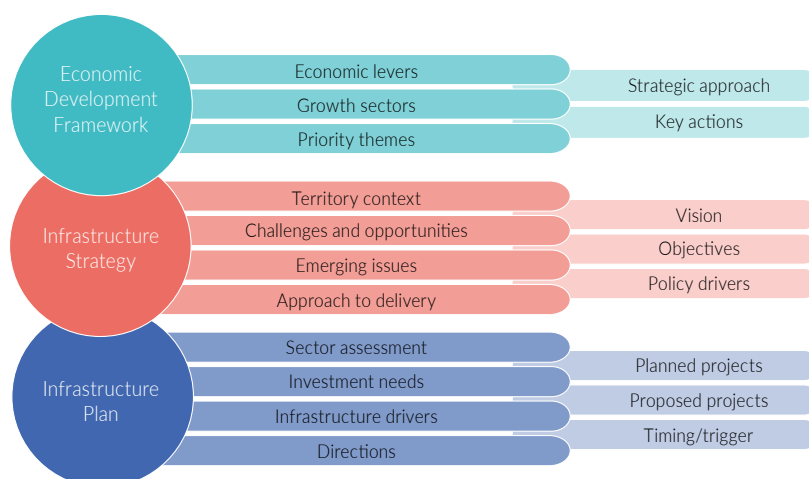 Economic
Development
Framework
Economic levers
Growth sectors
Priority themes
Strategic approach
Key actions
Infrastructure
Strategy
Territory context
Challenges and opportunities
Emerging issues
Approach to delivery
Vision
Objectives
Policy drivers
Infrastructure
Plan
Sector assessment
Investment needs
Infrastructure drivers
Directions
Planned projects
Proposed projects
Timing/trigger